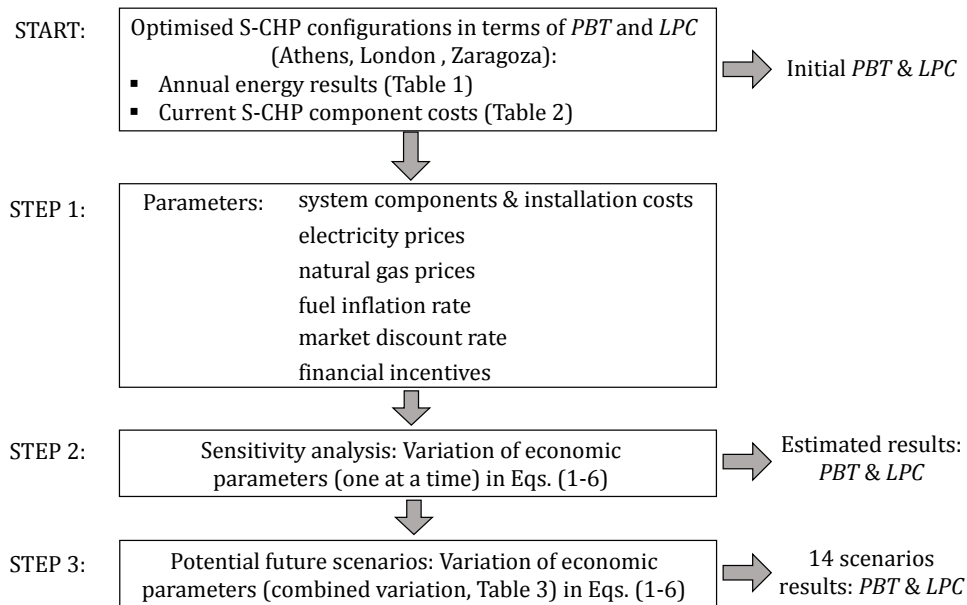 START:
Optimised S-CHP configurations in terms of PBT and LPC
(Athens, London , Zaragoza):
▪ Annual energy results (Table 1)
▪ Current S-CHP component costs (Table 2)
Initial PBT & LPC
STEP 1:
Parameters:
system components & installation costs
electricity prices
natural gas prices
fuel inflation rate
market discount rate
financial incentives
STEP 2:
Sensitivity analysis: Variation of economic
parameters (one at a time) in Eqs. (1-6)
Estimated results:
PBT & LPC
STEP 3:
Potential future scenarios: Variation of economic
parameters (combined variation, Table 3) in Eqs. (1-6)
14 scenarios
results: PBT & LPC